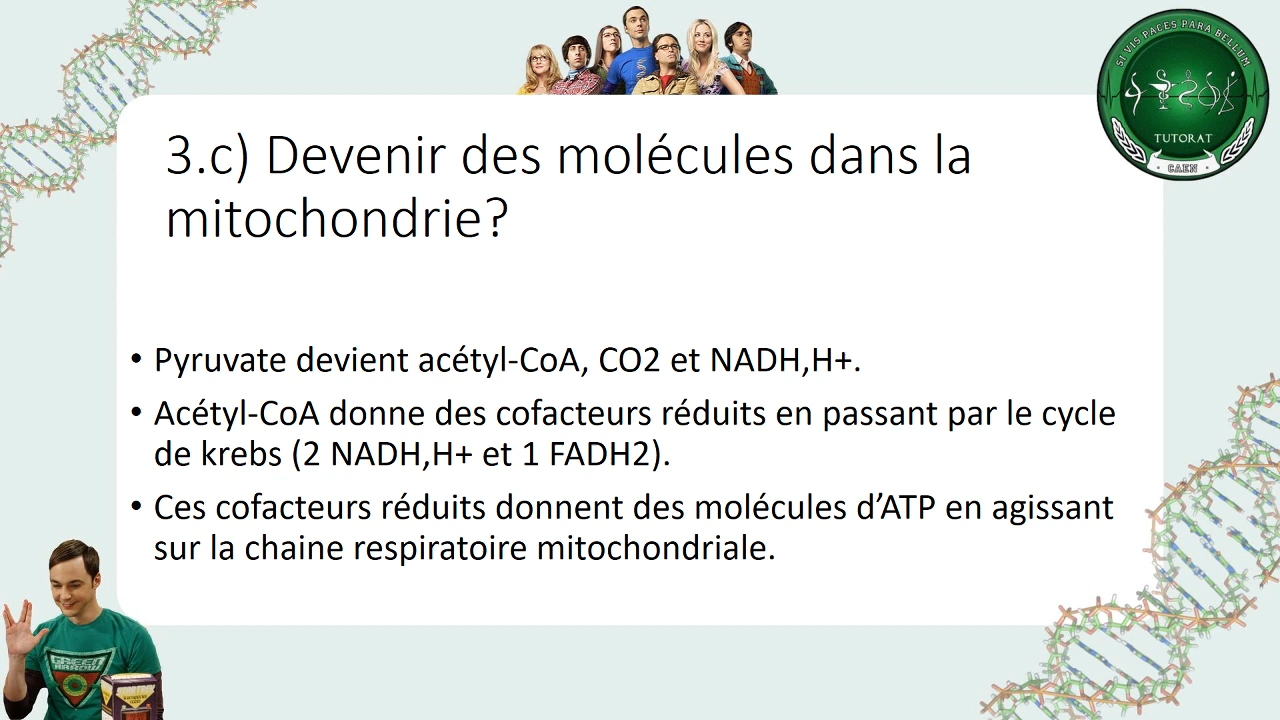 SI VIS PACES PARA BELLUM
TUTORAT
CAEN
3.c) Devenir des molécules dans la
mitochondrie?
• Pyruvate devient acétyl-CoA, CO2 et NADH,H+.
• Acétyl-CoA donne des cofacteurs réduits en passant par le cycle
de krebs (2 NADH,H+ et 1 FADH2).
• Ces cofacteurs réduits donnent des molécules d’ATP en agissant
sur la chaine respiratoire mitochondriale.
GREEN
ARROW